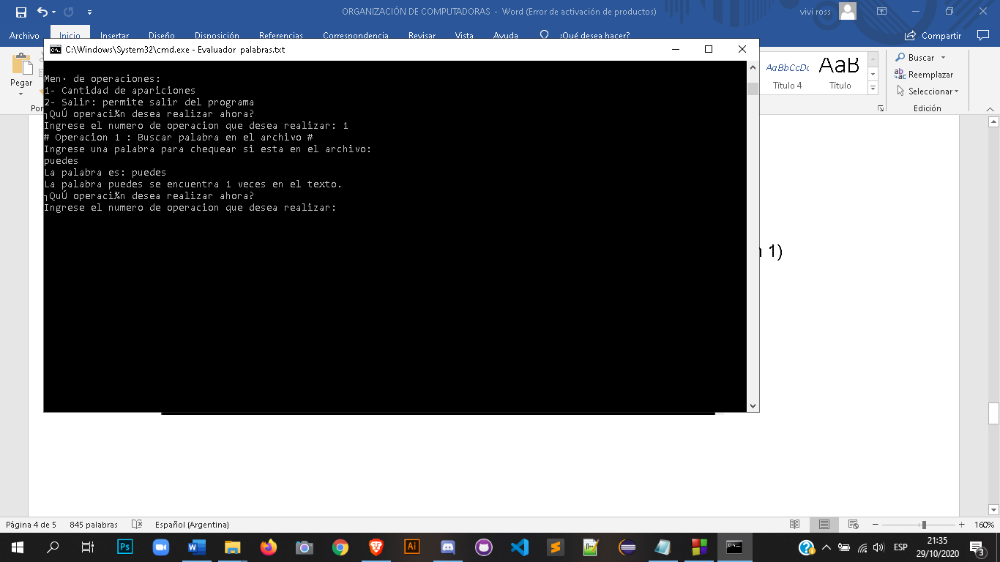 ORGANIZACIÓN DE COMPUTADORAS - Word (Error de activación de productos)
vivi ross
Archivo Inicio Insertar Diseño Disposición Referencias Correspondencia Revisar Vista Ayuda ¿Qué desea hacer? Compartir
C:\Windows\System32\cmd.exe - Evaluador palabras.txt
Pegar
AaBbCcDc AaB
Título 4 Título
Buscar
Reemplazar
Seleccionar
Edición
Men· de operaciones:
1- Cantidad de apariciones
2- Salir: permite salir del programa
┐QuÚ operaci¾n desea realizar ahora?
Ingrese el numero de operacion que desea realizar: 1
# Operacion 1 : Buscar palabra en el archivo #
Ingrese una palabra para chequear si esta en el archivo:
puedes
La palabra es: puedes
La palabra puedes se encuentra 1 veces en el texto.
┐QuÚ operaci¾n desea realizar ahora?
Ingrese el numero de operacion que desea realizar:
1)
Página 4 de 5 845 palabras Español (Argentina) 160%
Ps Ai
ESP
21:35
29/10/2020
3